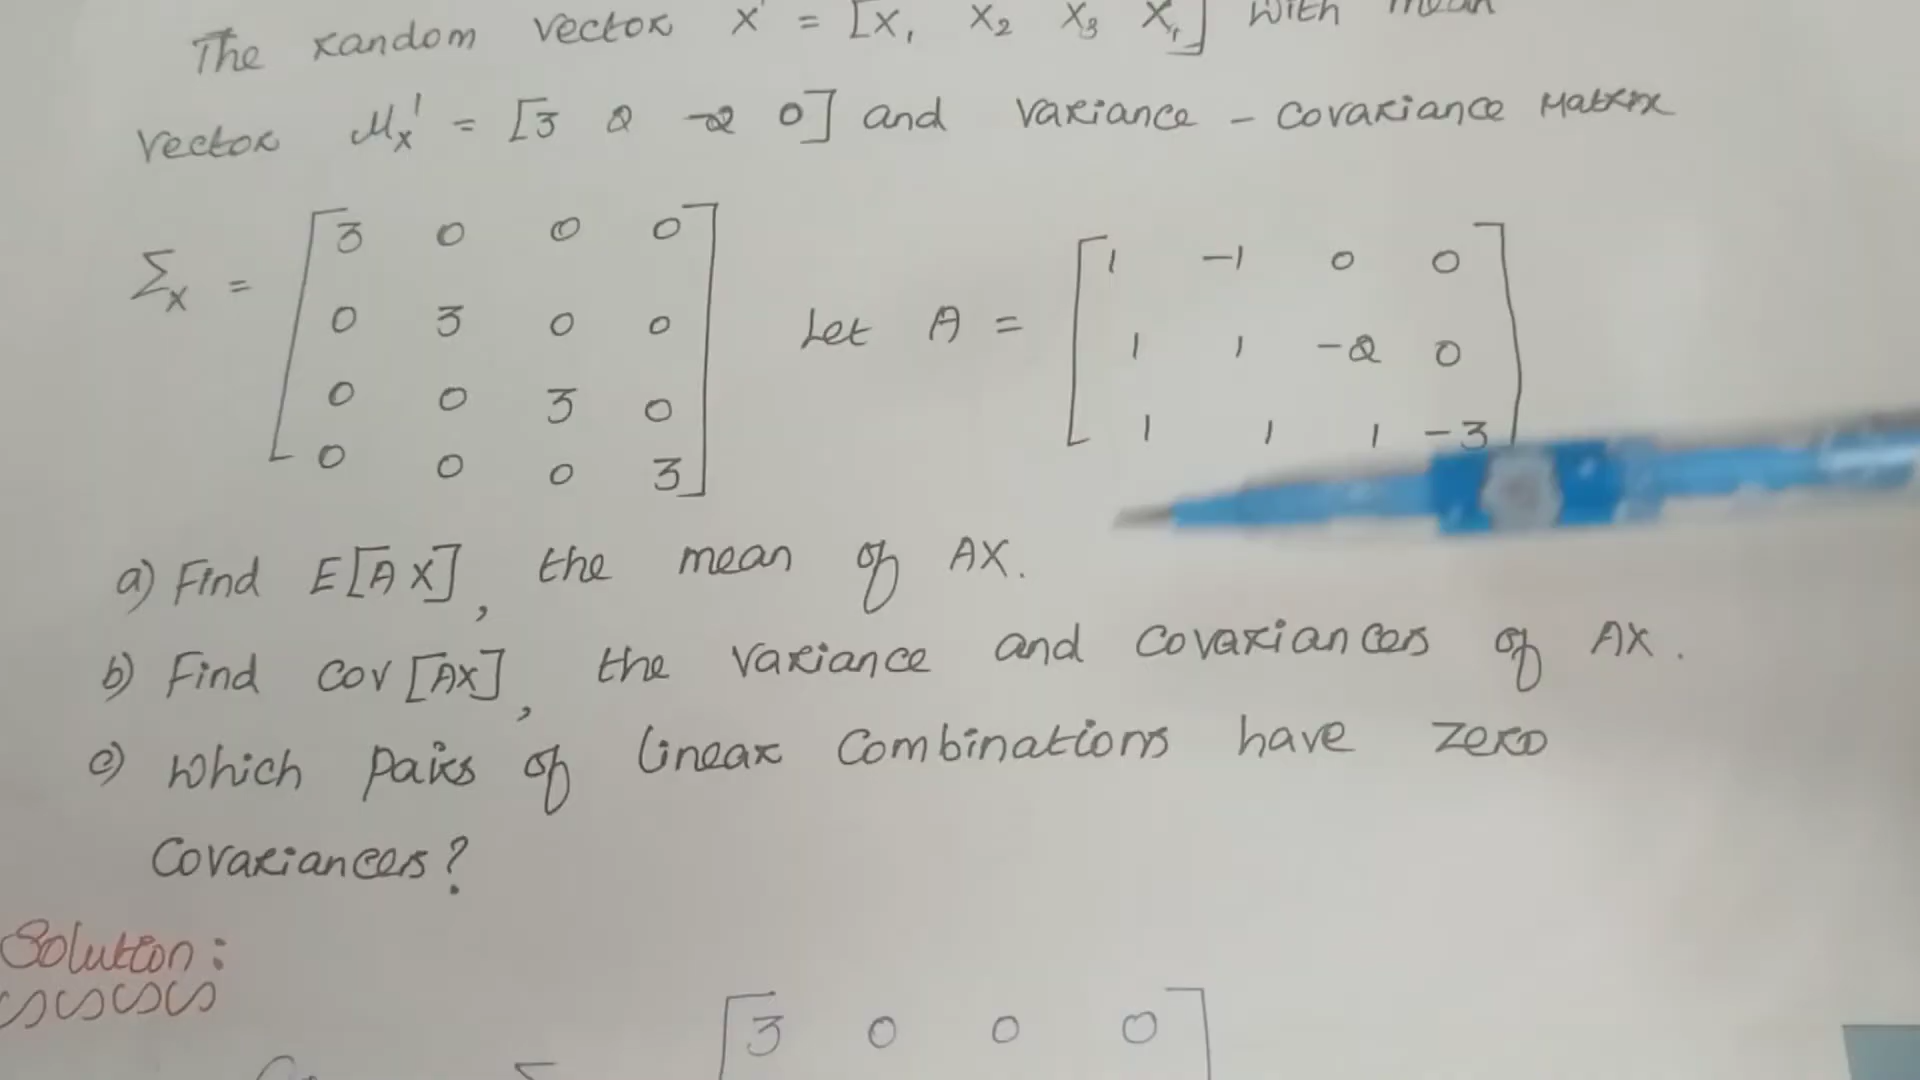 The random vector X' = [X₁ X₂ X₃ X₄] with mean
vector μₓ' = [3 2 -2 0] and variance - covariance Matrix
Σₓ = [3 0 0 0
0 3 0 0
0 0 3 0
0 0 0 3] Let A = [1 -1 0 0
1 1 -2 0
1 1 1 -3]
a) Find E[AX], the mean of AX.
b) Find cov[AX], the variance and covariances of AX.
c) which pairs of linear combinations have zero
covariances?
Solution:
[3 0 0 0]